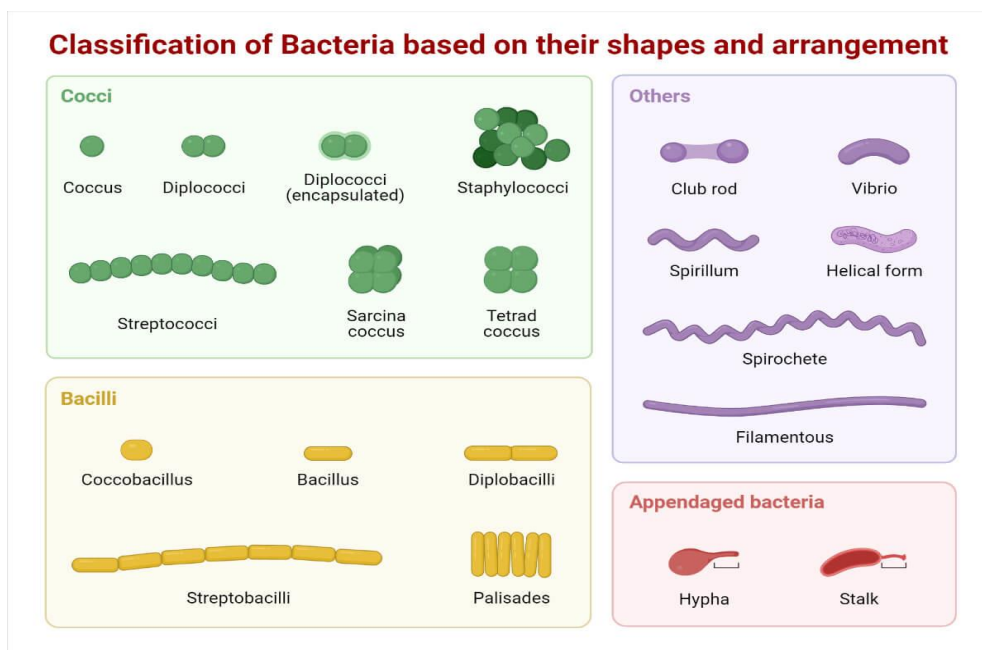 Classification of Bacteria based on their shapes and arrangement
Cocci
Coccus
Diplococci
Diplococci
(encapsulated)
Staphylococci
Streptococci
Sarcina
coccus
Tetrad
coccus
Bacilli
Coccobacillus
Bacillus
Diplobacilli
Streptobacilli
Palisades
Others
Club rod
Vibrio
Spirillum
Helical form
Spirochete
Filamentous
Appendaged bacteria
Hypha
Stalk